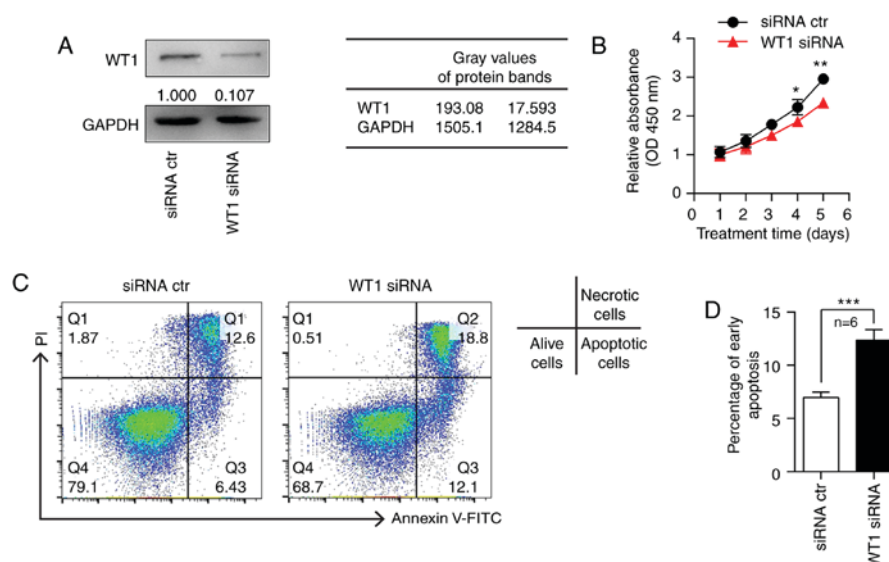 A
WT1
1.000 0.107
GAPDH
siRNA ctr
WT1 siRNA
Gray values
of protein bands
WT1 193.08 17.593
GAPDH 1505.1 1284.5
B
siRNA ctr
WT1 siRNA
Relative absorbance
(OD 450 nm)
4
3
2
1
0
*
**
0 1 2 3 4 5 6
Treatment time (days)
C
siRNA ctr
WT1 siRNA
PI
Q1
1.87
Q1
12.6
Q4
79.1
Q3
6.43
Q1
0.51
Q2
18.8
Q4
68.7
Q3
12.1
Annexin V-FITC
Necrotic
cells
Alive
cells
Apoptotic
cells
D
Percentage of early
apoptosis
15
10
5
0
***
n=6
siRNA ctr
WT1 siRNA